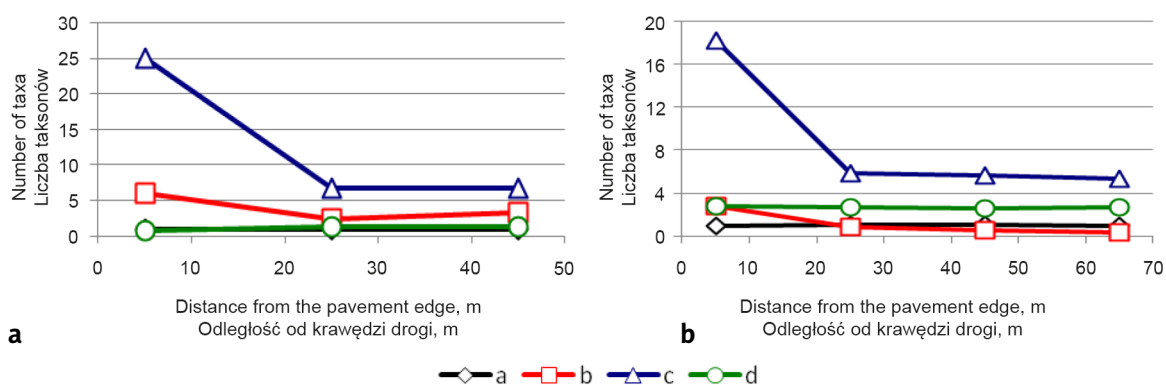 Number of taxa
Liczba taksonów
30
25
20
15
10
5
0
0 10 20 30 40 50
Distance from the pavement edge, m
Odległość od krawędzi drogi, m
a
Number of taxa
Liczba taksonów
20
16
12
8
4
0
0 10 20 30 40 50 60 70
Distance from the pavement edge, m
Odległość od krawędzi drogi, m
b
a b c d